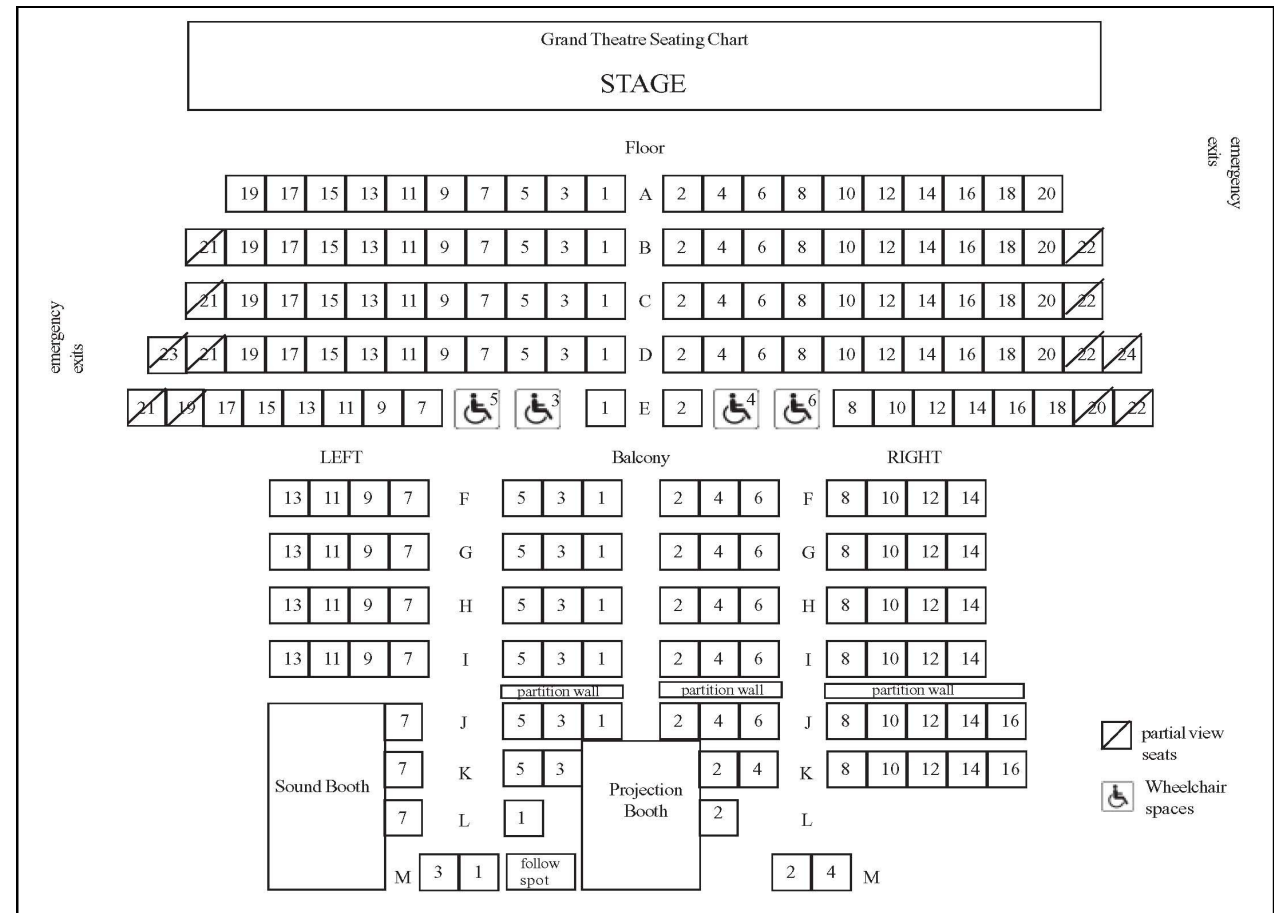 Grand Theatre Seating Chart
STAGE
emergency
exits
Floor
19 17 15 13 11 9 7 5 3 1 A 2 4 6 8 10 12 14 16 18 20
21 19 17 15 13 11 9 7 5 3 1 B 2 4 6 8 10 12 14 16 18 20 22
21 19 17 15 13 11 9 7 5 3 1 C 2 4 6 8 10 12 14 16 18 20 22
emergency
exits
23 21 19 17 15 13 11 9 7 5 3 1 D 2 4 6 8 10 12 14 16 18 20 22 24
21 19 17 15 13 11 9 7 5 3 1 E 2 4 6 8 10 12 14 16 18 20 22
LEFT Balcony RIGHT
13 11 9 7 F 5 3 1 2 4 6 F 8 10 12 14
13 11 9 7 G 5 3 1 2 4 6 G 8 10 12 14
13 11 9 7 H 5 3 1 2 4 6 H 8 10 12 14
13 11 9 7 I 5 3 1 2 4 6 I 8 10 12 14
partition wall partition wall partition wall
7 J 5 3 1 2 4 6 J 8 10 12 14 16
7 K 5 3 2 4 K 8 10 12 14 16
Sound Booth
Projection
Booth
7 L 1 2 L
M 3 1 follow
spot
2 4 M
partial view
seats
Wheelchair
spaces